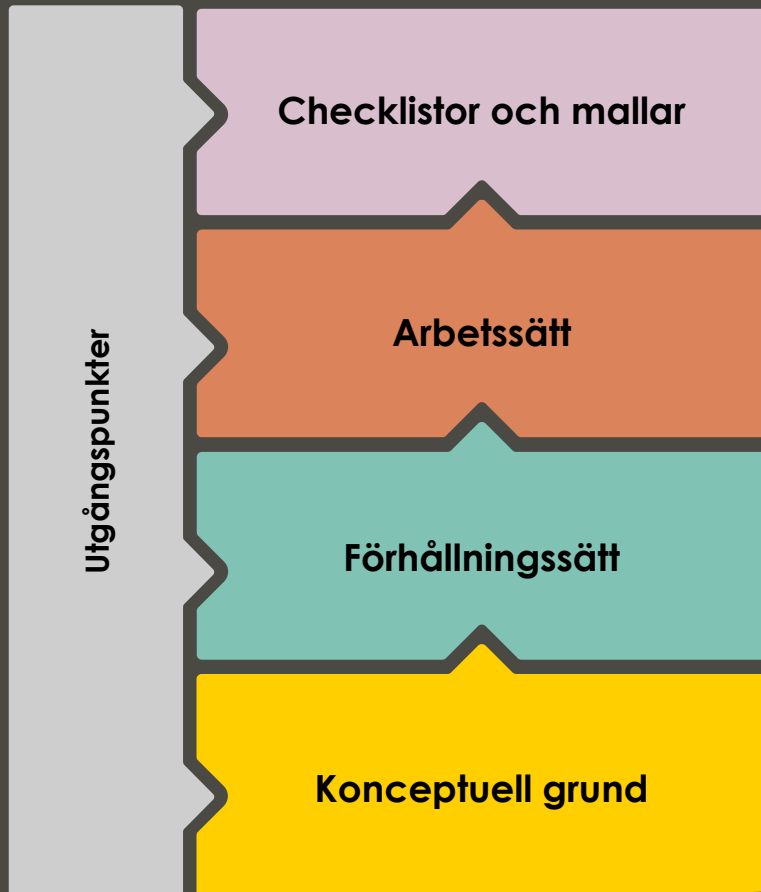 Utgångspunkter
Checklistor och mallar
Arbetssätt
Förhållningssätt
Konceptuell grund